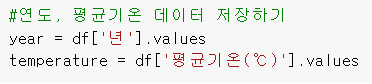 #연도, 평균기온 데이터 저장하기
year = df['년'].values
temperature = df['평균기온(℃)'].values